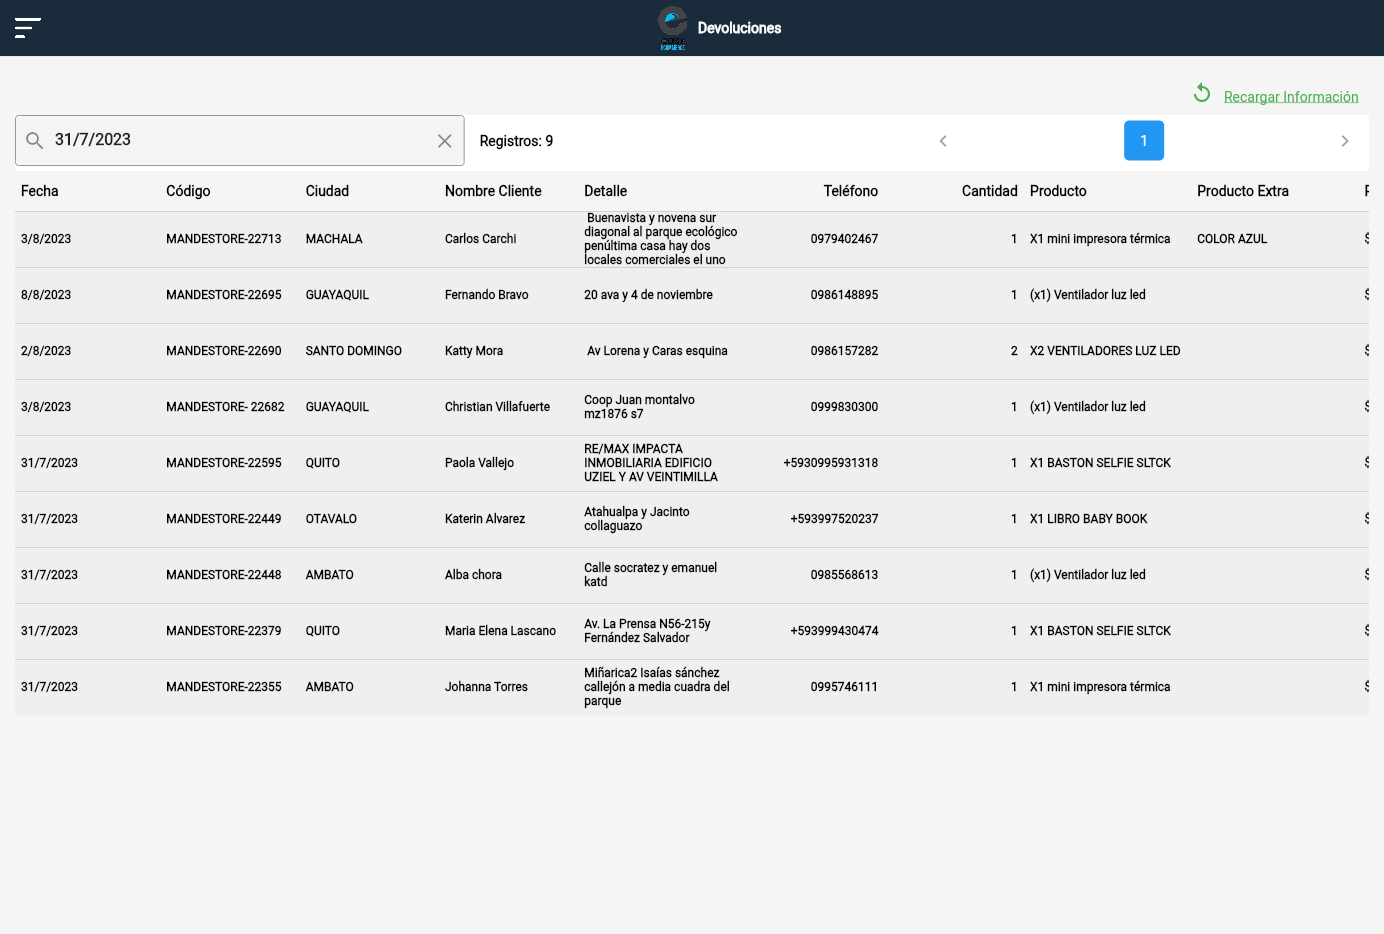 Devoluciones
ECOMMERCE
Recargar Información
31/7/2023
Registros: 9
1
Fecha Código Ciudad Nombre Cliente Detalle Teléfono Cantidad Producto Producto Extra
3/8/2023 MANDESTORE-22713 MACHALA Carlos Carchi Buenavista y novena sur
diagonal al parque ecológico
penúltima casa hay dos
locales comerciales el uno 0979402467 1 X1 mini impresora térmica COLOR AZUL $
8/8/2023 MANDESTORE-22695 GUAYAQUIL Fernando Bravo 20 ava y 4 de noviembre 0986148895 1 (x1) Ventilador luz led $
2/8/2023 MANDESTORE-22690 SANTO DOMINGO Katty Mora Av Lorena y Caras esquina 0986157282 2 X2 VENTILADORES LUZ LED $
3/8/2023 MANDESTORE- 22682 GUAYAQUIL Christian Villafuerte Coop Juan montalvo
mz1876 s7 0999830300 1 (x1) Ventilador luz led $
31/7/2023 MANDESTORE-22595 QUITO Paola Vallejo RE/MAX IMPACTA
INMOBILIARIA EDIFICIO
UZIEL Y AV VEINTIMILLA +5930995931318 1 X1 BASTON SELFIE SLTCK $
31/7/2023 MANDESTORE-22449 OTAVALO Katerin Alvarez Atahualpa y Jacinto
collaguazo +593997520237 1 X1 LIBRO BABY BOOK $
31/7/2023 MANDESTORE-22448 AMBATO Alba chora Calle socratez y emanuel
katd 0985568613 1 (x1) Ventilador luz led $
31/7/2023 MANDESTORE-22379 QUITO Maria Elena Lascano Av. La Prensa N56-215y
Fernández Salvador +593999430474 1 X1 BASTON SELFIE SLTCK $
31/7/2023 MANDESTORE-22355 AMBATO Johanna Torres Miñarica2 Isaías sánchez
callejón a media cuadra del
parque 0995746111 1 X1 mini impresora térmica $